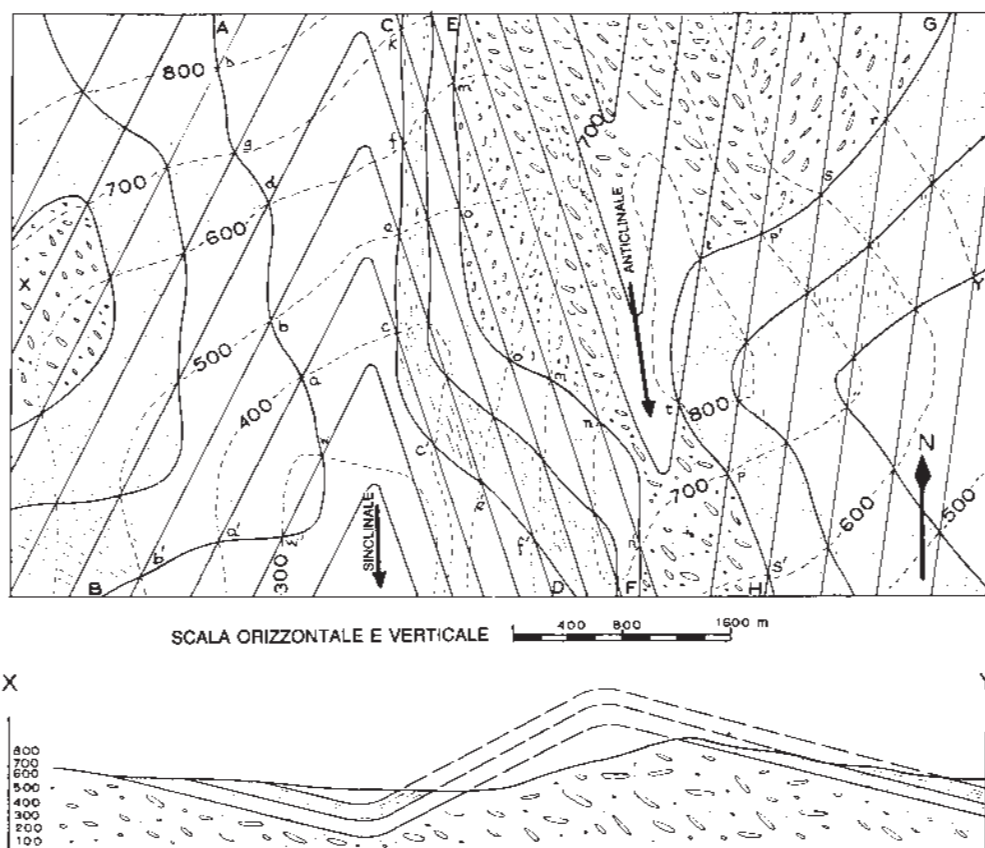 A C E G
k
800 h m
r
g
700
f 700
d' S
600 o p'
e
ANTICLINALE
X t Y
b
c
500 o
d m
400 t 800
N
n
c'
700 p
500
600
SINCLINALE
300
b' a'
S'
B D F H
SCALA ORIZZONTALE E VERTICALE 400 800 1600 m
X Y
800
700
600
500
400
300
200
100